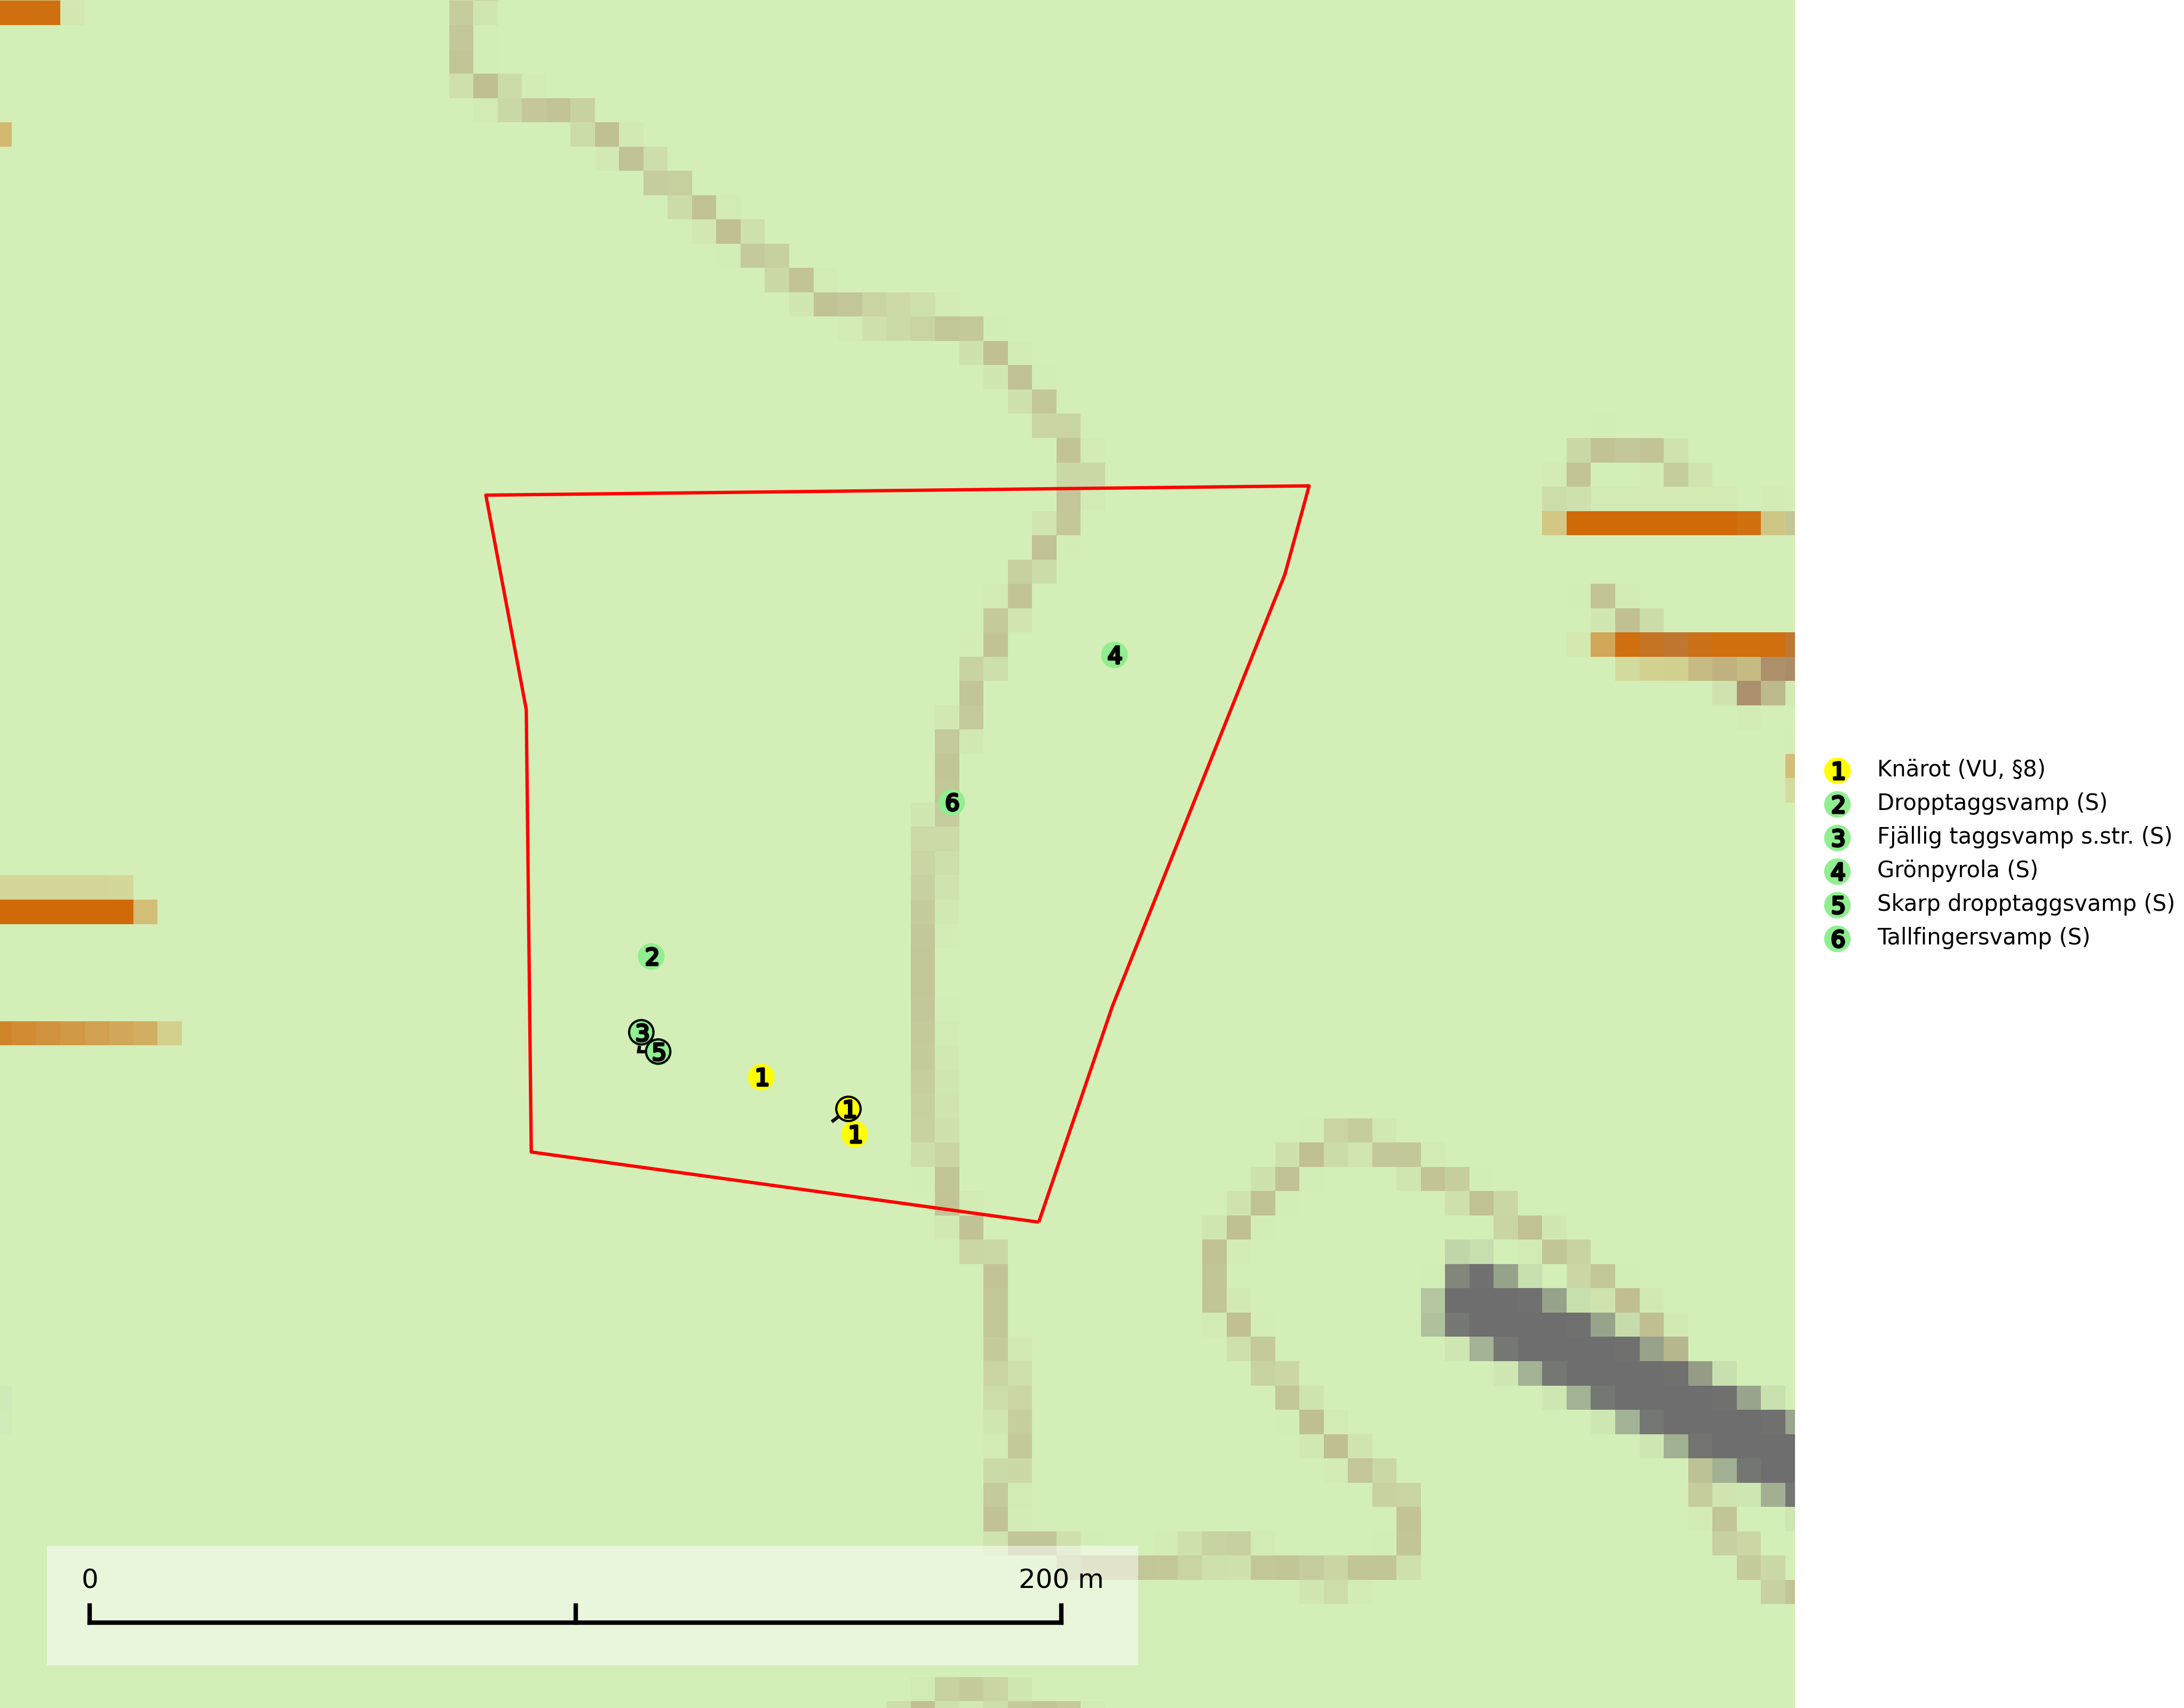 4
6
2
3
5
1
1
1
0 200 m
1 Knärot (VU, §8)
2 Dropptaggsvamp (S)
3 Fjällig taggsvamp s.str. (S)
4 Grönpyrola (S)
5 Skarp dropptaggsvamp (S)
6 Tallfingersvamp (S)